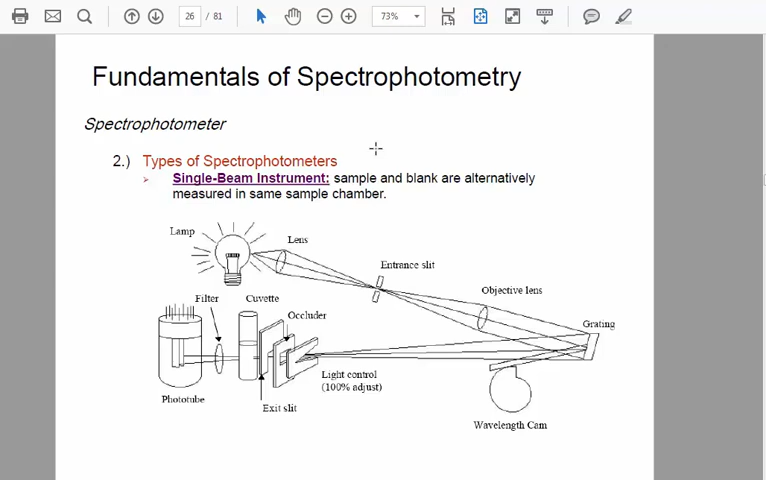 26 / 81
73%
Fundamentals of Spectrophotometry
Spectrophotometer
2.) Types of Spectrophotometers
Single-Beam Instrument: sample and blank are alternatively
measured in same sample chamber.
Lamp
Lens
Entrance slit
Objective lens
Grating
Filter
Cuvette
Occluder
Light control
(100% adjust)
Phototube
Exit slit
Wavelength Cam